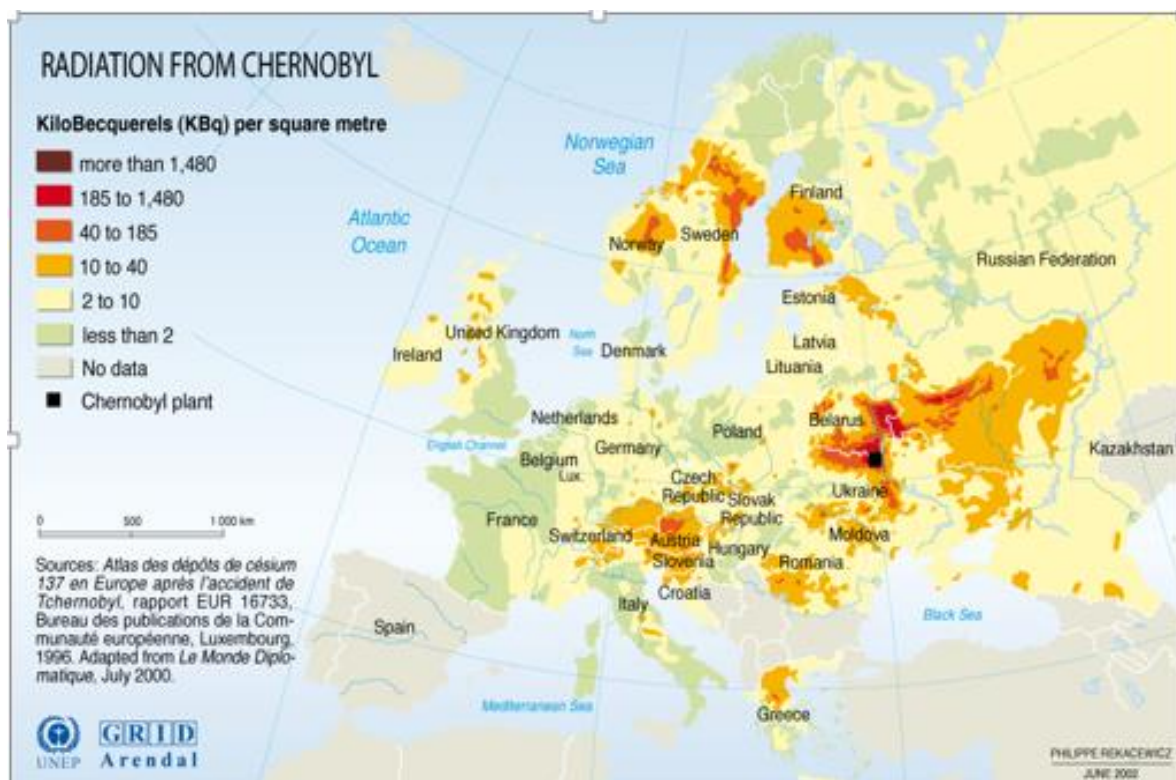 RADIATION FROM CHERNOBYL
KiloBecquerels (KBq) per square metre
more than 1,480
185 to 1,480
40 to 185
10 to 40
2 to 10
less than 2
No data
Chernobyl plant
0 500 1 000 km
Sources: Atlas des dépôts de césium
137 en Europe après l'accident de
Tchernobyl, rapport EUR 16733,
Bureau des publications de la Com-
munauté européenne, Luxembourg,
1996. Adapted from Le Monde Diplo-
matique, July 2000.
UNEP
GRID
Arendal
Norwegian
Sea
Atlantic
Ocean
Finland
Norway
Sweden
Russian Federation
Estonia
United Kingdom
North
Sea
Ireland
Denmark
Latvia
Lituania
Netherlands
Belarus
English Channel
Germany
Poland
Kazakhstan
Belgium
Lux.
Czech
Republic
Slovak
Republic
Ukraine
France
Switzerland
Austria
Moldova
Hungary
Slovenia
Romania
Croatia
Italy
Spain
Black Sea
Mediterranean Sea
Greece
PHILIPPE REKACEWICZ
JUNE 2002